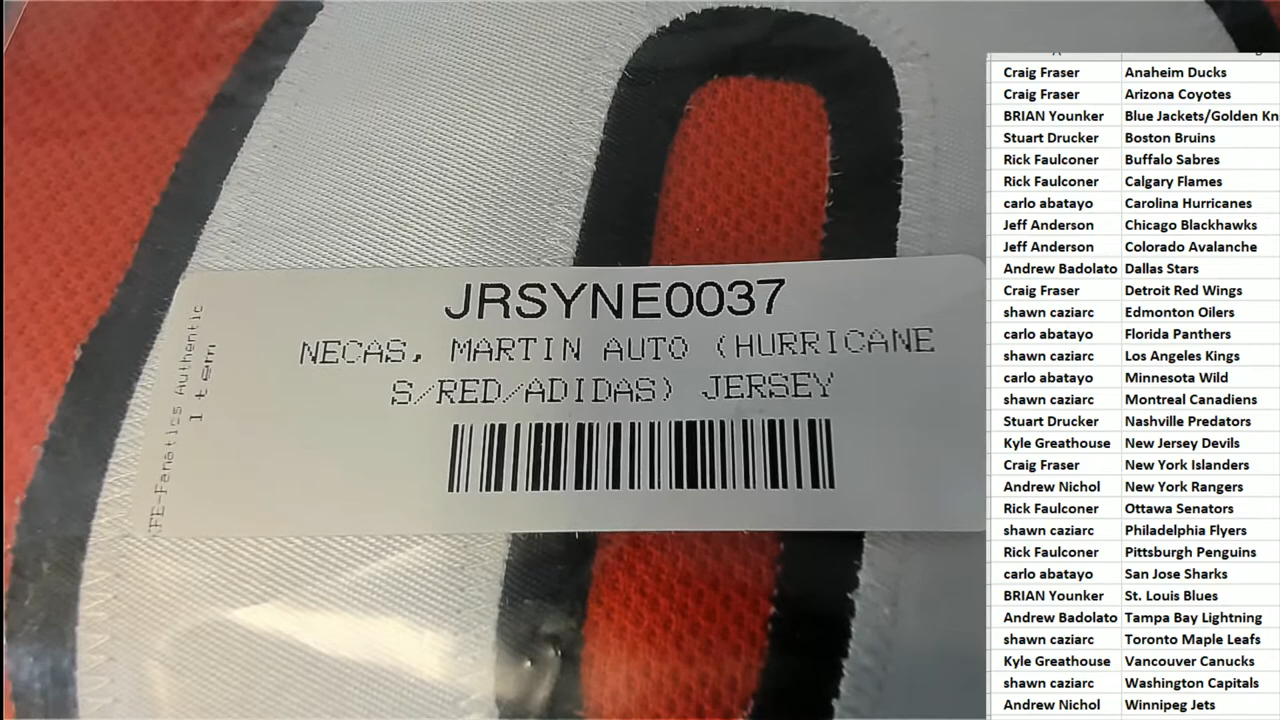 JRSYNE0037
NECAS, MARTIN AUTO (HURRICANE
S/RED/ADIDAS) JERSEY
FE-Fanatics Authentic
1 item
Craig Fraser Anaheim Ducks
Craig Fraser Arizona Coyotes
BRIAN Younker Blue Jackets/Golden Kn
Stuart Drucker Boston Bruins
Rick Faulconer Buffalo Sabres
Rick Faulconer Calgary Flames
carlo abatayo Carolina Hurricanes
Jeff Anderson Chicago Blackhawks
Jeff Anderson Colorado Avalanche
Andrew Badolato Dallas Stars
Craig Fraser Detroit Red Wings
shawn caziarc Edmonton Oilers
carlo abatayo Florida Panthers
shawn caziarc Los Angeles Kings
carlo abatayo Minnesota Wild
shawn caziarc Montreal Canadiens
Stuart Drucker Nashville Predators
Kyle Greathouse New Jersey Devils
Craig Fraser New York Islanders
Andrew Nichol New York Rangers
Rick Faulconer Ottawa Senators
shawn caziarc Philadelphia Flyers
Rick Faulconer Pittsburgh Penguins
carlo abatayo San Jose Sharks
BRIAN Younker St. Louis Blues
Andrew Badolato Tampa Bay Lightning
shawn caziarc Toronto Maple Leafs
Kyle Greathouse Vancouver Canucks
shawn caziarc Washington Capitals
Andrew Nichol Winnipeg Jets